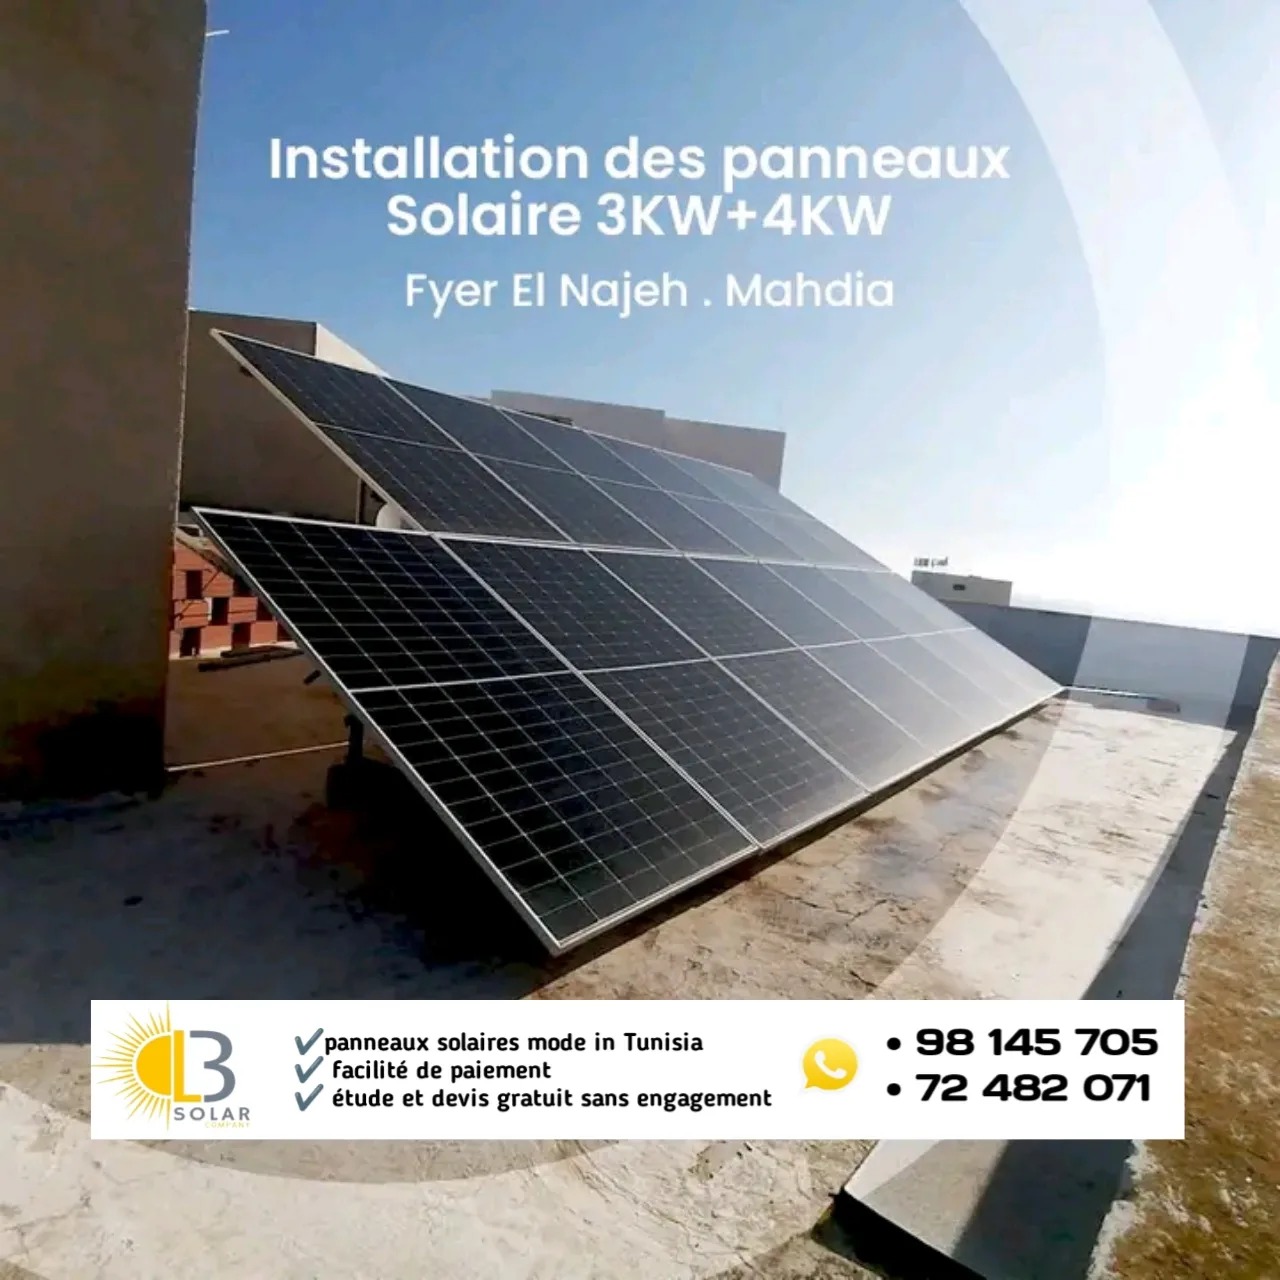 Installation des panneaux
Solaire 3KW+4KW
Fyer El Najeh . Mahdia
LB
SOLAR
COMPANY
✔panneaux solaires mode in Tunisia
✔ facilité de paiement
✔ étude et devis gratuit sans engagement
• 98 145 705
• 72 482 071